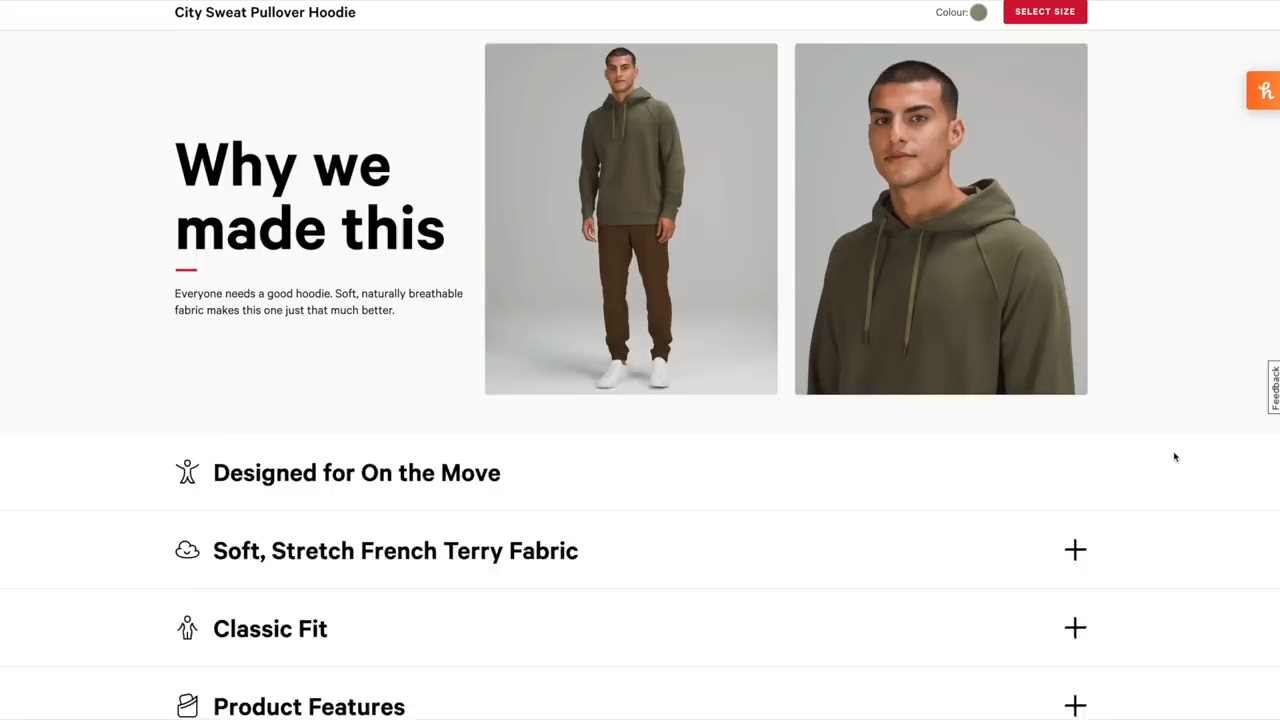 City Sweat Pullover Hoodie
Colour:
SELECT SIZE
Why we
made this
Everyone needs a good hoodie. Soft, naturally breathable
fabric makes this one just that much better.
Feedback
Designed for On the Move
Soft, Stretch French Terry Fabric
Classic Fit
Product Features